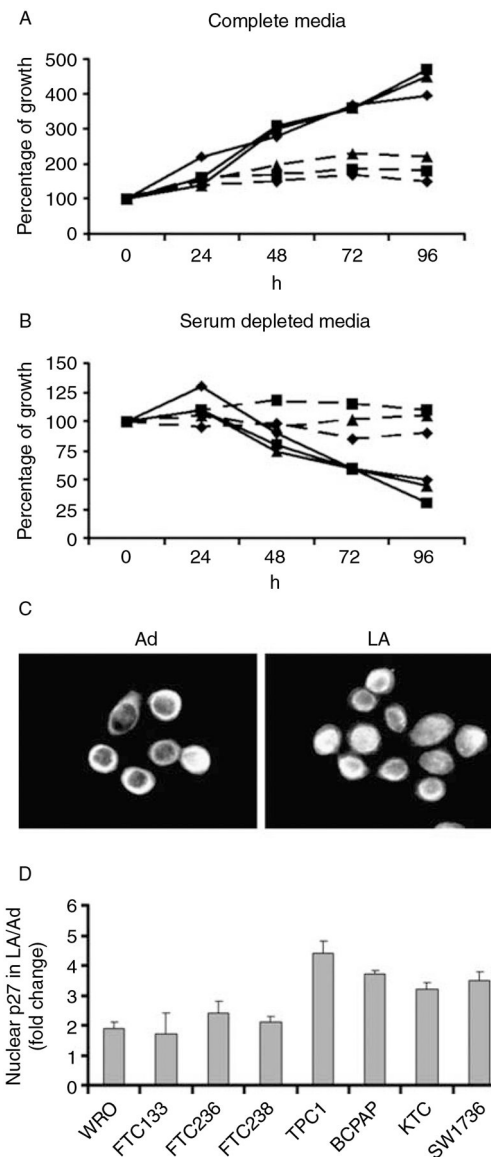 A
Complete media
Percentage of growth
500
400
300
200
100
0
0 24 48 72 96
h
B
Serum depleted media
Percentage of growth
150
125
100
75
50
25
0
0 24 48 72 96
h
C
Ad LA
D
Nuclear p27 in LA/Ad
(fold change)
6
5
4
3
2
1
0
WRO FTC133 FTC236 FTC238 TPC1 BCPAP KTC SW1736